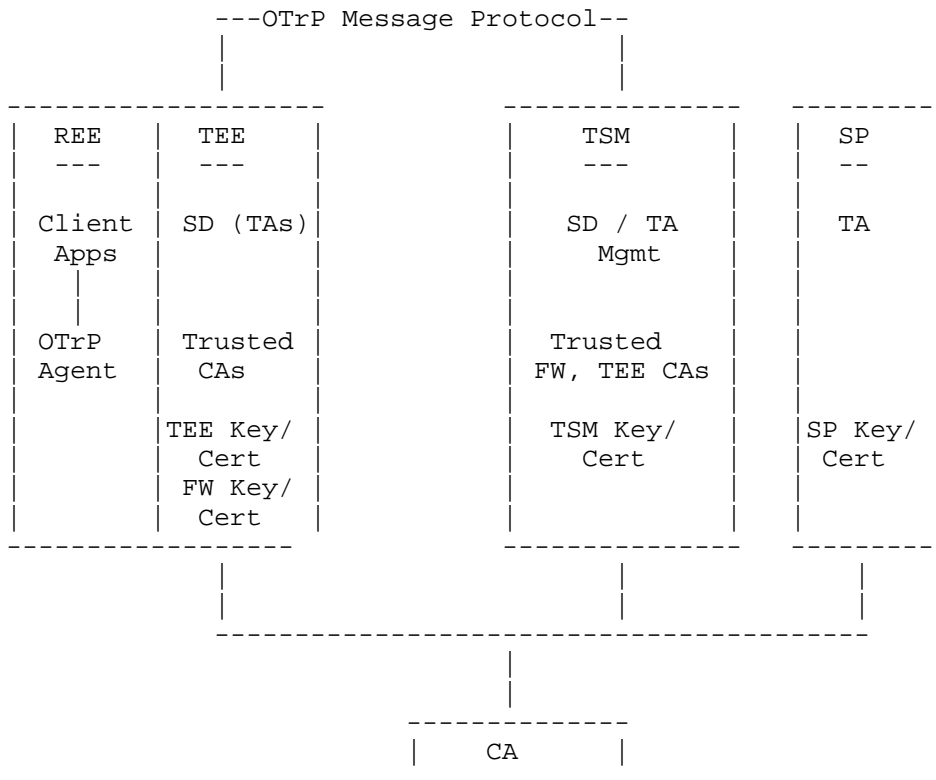 ---OTrP Message Protocol--
REE TEE TSM SP
--- --- --- --
Client SD (TAs) SD / TA TA
Apps Mgmt
OTrP Trusted Trusted
Agent CAs FW, TEE CAs
TEE Key/ TSM Key/ SP Key/
Cert Cert Cert
FW Key/
Cert
CA